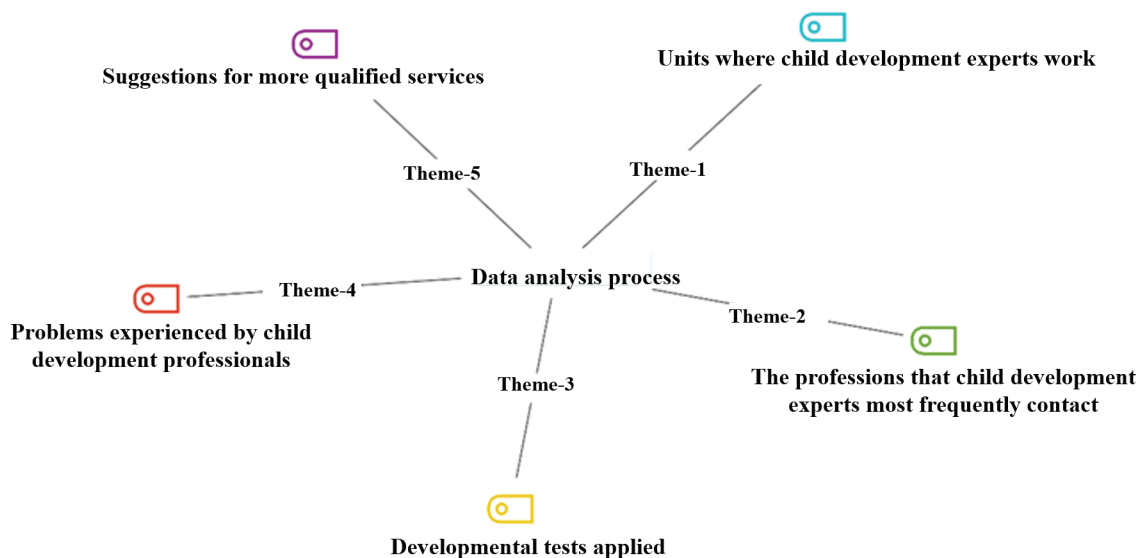 Suggestions for more qualified services
Units where child development experts work
Theme-5
Theme-1
Data analysis process
Theme-4
Problems experienced by child
development professionals
Theme-2
The professions that child development
experts most frequently contact
Theme-3
Developmental tests applied